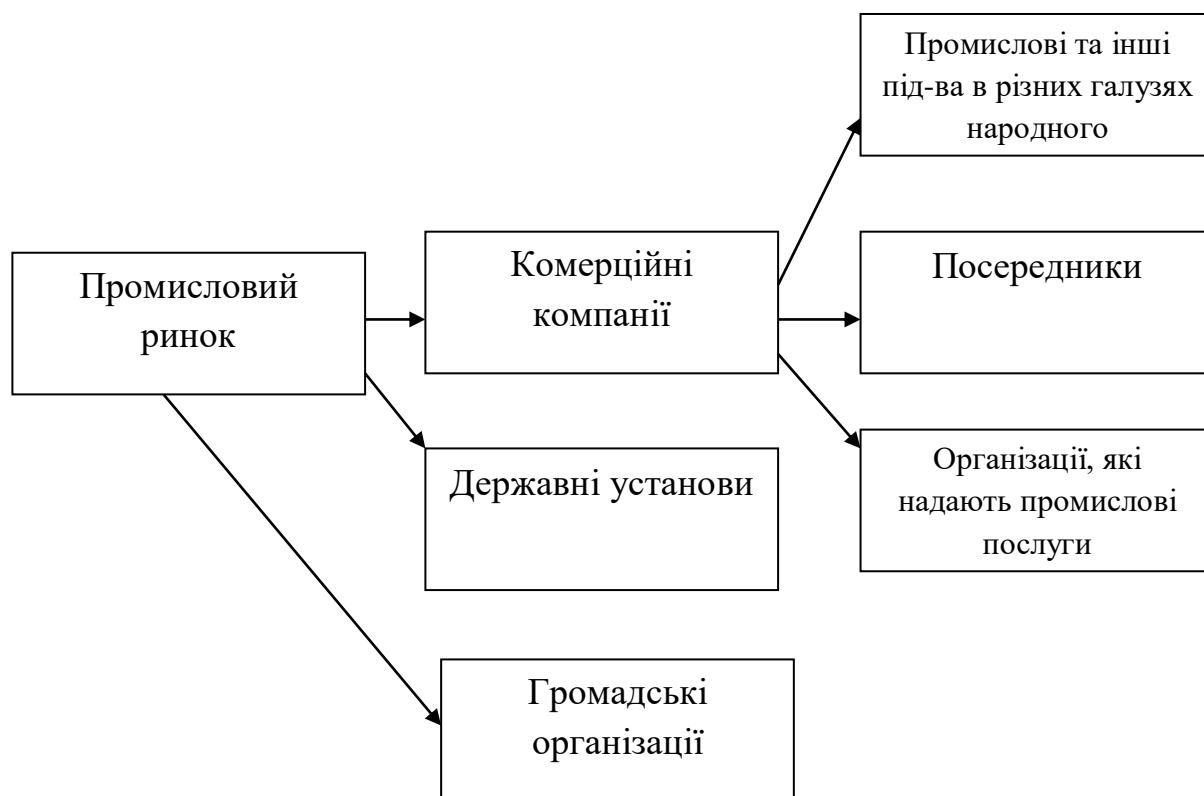 Промислові та інші
під-ва в різних галузях
народного
Промисловий
ринок
Комерційні
компанії
Посередники
Державні установи
Організації, які
надають промислові
послуги
Громадські
організації